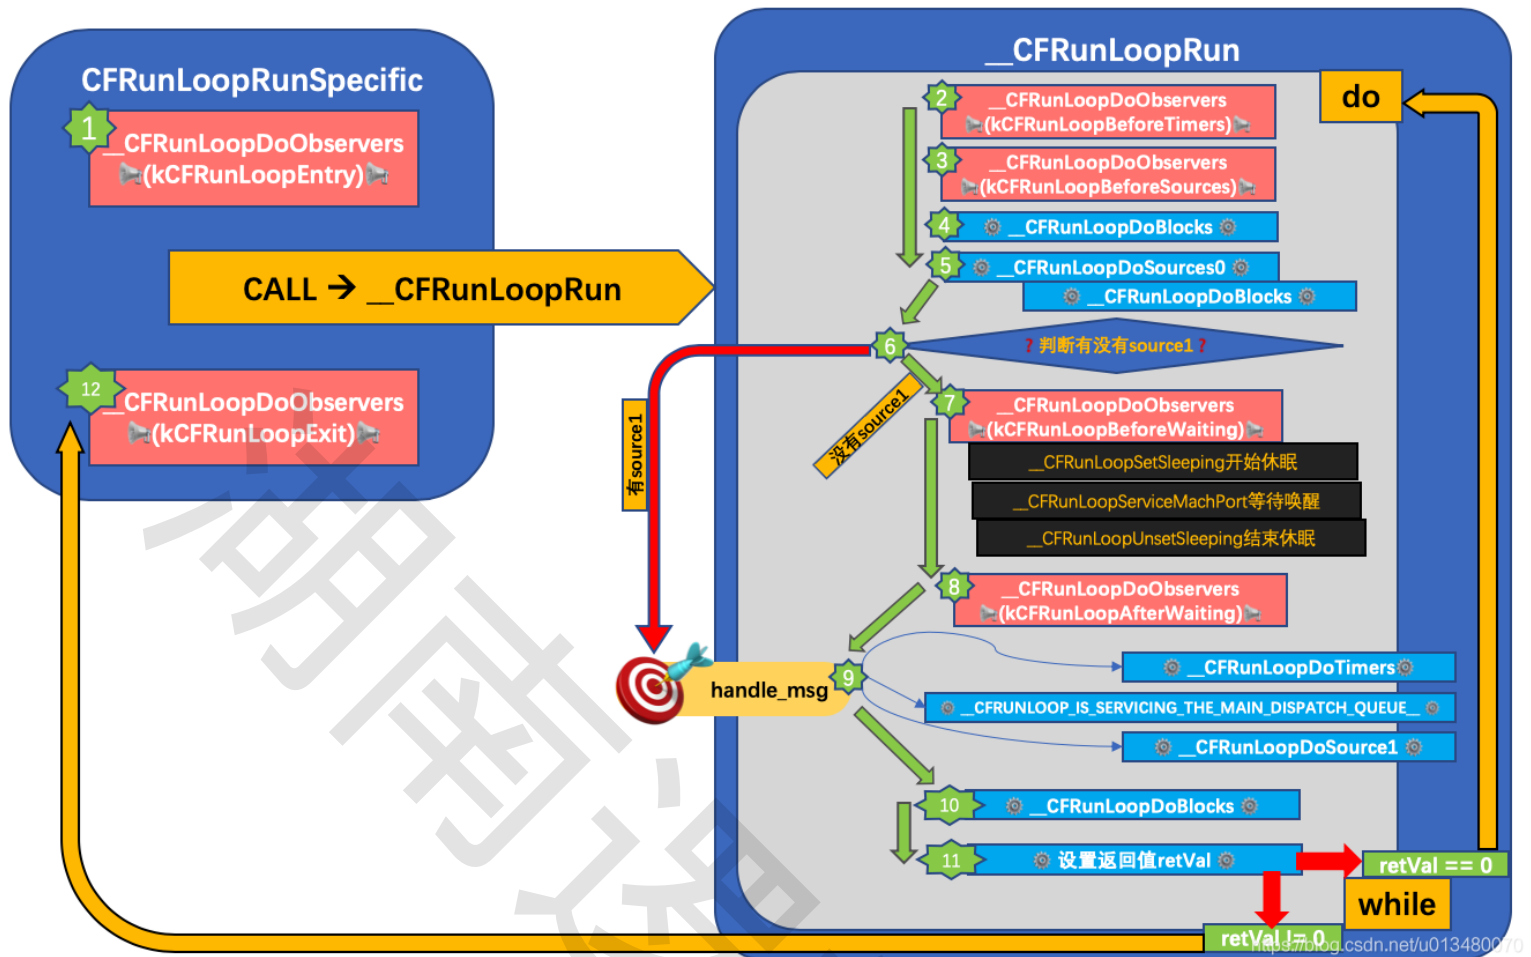 CFRunLoopRunSpecific
1
__CFRunLoopDoObservers
(kCFRunLoopEntry)
CALL → __CFRunLoopRun
12
__CFRunLoopDoObservers
(kCFRunLoopExit)
__CFRunLoopRun
do
2
__CFRunLoopDoObservers
(kCFRunLoopBeforeTimers)
3
__CFRunLoopDoObservers
(kCFRunLoopBeforeSources)
4
__CFRunLoopDoBlocks
5
__CFRunLoopDoSources0
__CFRunLoopDoBlocks
6
?判断有没有source1?
有source1
没有source1
7
__CFRunLoopDoObservers
(kCFRunLoopBeforeWaiting)
__CFRunLoopSetSleeping开始休眠
__CFRunLoopServiceMachPort等待唤醒
__CFRunLoopUnsetSleeping结束休眠
8
__CFRunLoopDoObservers
(kCFRunLoopAfterWaiting)
handle_msg
9
__CFRunLoopDoTimers
__CFRUNLOOP_IS_SERVICING_THE_MAIN_DISPATCH_QUEUE__
__CFRunLoopDoSource1
10
__CFRunLoopDoBlocks
11
设置返回值retVal
retVal == 0
while
retVal != 0
https://blog.csdn.net/u013480070
湖南